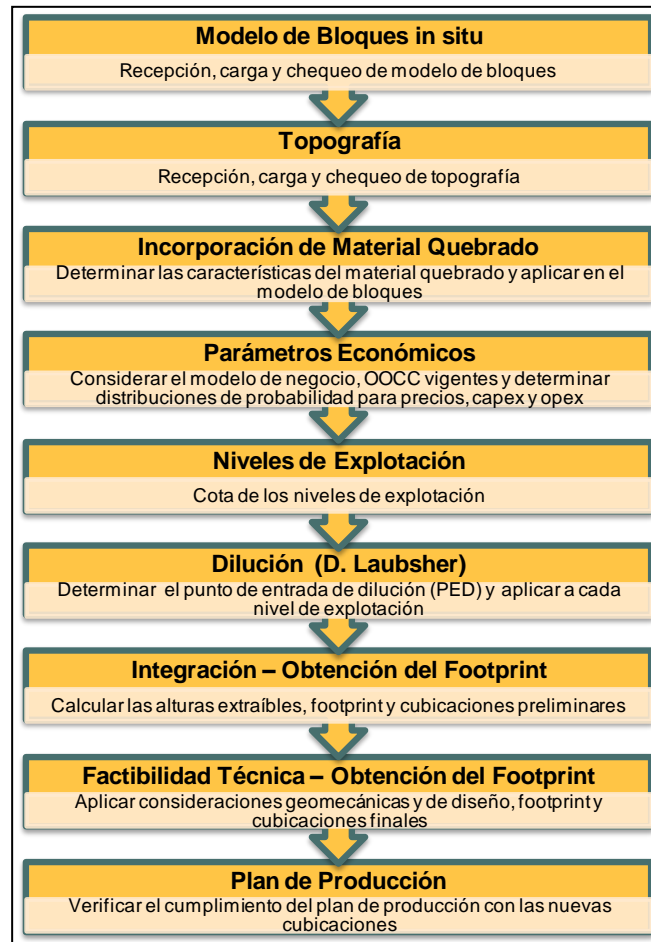 Modelo de Bloques in situ
Recepción, carga y chequeo de modelo de bloques
Topografía
Recepción, carga y chequeo de topografía
Incorporación de Material Quebrado
Determinar las características del material quebrado y aplicar en el
modelo de bloques
Parámetros Económicos
Considerar el modelo de negocio, OOCC vigentes y determinar
distribuciones de probabilidad para precios, capex y opex
Niveles de Explotación
Cota de los niveles de explotación
Dilución (D. Laubsher)
Determinar el punto de entrada de dilución (PED) y aplicar a cada
nivel de explotación
Integración – Obtención del Footprint
Calcular las alturas extraíbles, footprint y cubicaciones preliminares
Factibilidad Técnica – Obtención del Footprint
Aplicar consideraciones geomecánicas y de diseño, footprint y
cubicaciones finales
Plan de Producción
Verificar el cumplimiento del plan de producción con las nuevas
cubicaciones